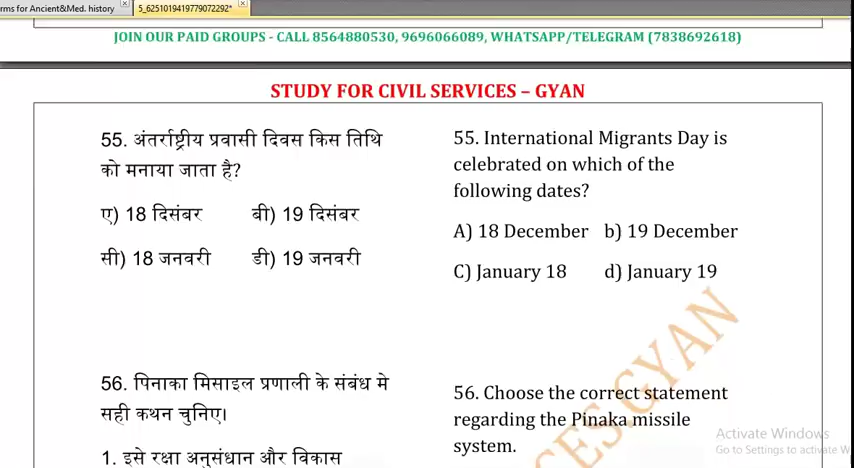 rms for Ancient&Med. history
5_6251019419779072292*
JOIN OUR PAID GROUPS - CALL 8564880530, 9696066089, WHATSAPP/TELEGRAM (7838692618)
STUDY FOR CIVIL SERVICES – GYAN
55. अंतर्राष्ट्रीय प्रवासी दिवस किस तिथि
को मनाया जाता है?
ए) 18 दिसंबर बी) 19 दिसंबर
सी) 18 जनवरी डी) 19 जनवरी
55. International Migrants Day is
celebrated on which of the
following dates?
A) 18 December b) 19 December
C) January 18 d) January 19
56. पिनाका मिसाइल प्रणाली के संबंध मे
सही कथन चुनिए।
1. इसे रक्षा अनुसंधान और विकास
56. Choose the correct statement
regarding the Pinaka missile
system.
CES.GYAN
Activate Windows
Go to Settings to activate W